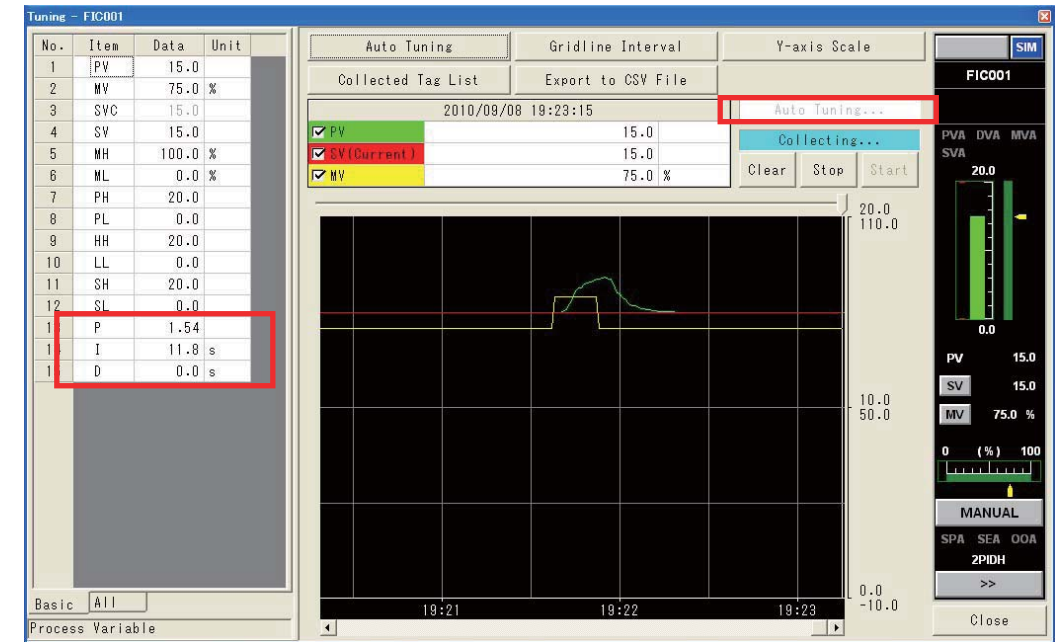 Tuning - FIC001
No. Item Data Unit
1 PV 15.0
2 MV 75.0 %
3 SVC 15.0
4 SV 15.0
5 MH 100.0 %
6 ML 0.0 %
7 PH 20.0
8 PL 0.0
9 HH 20.0
10 LL 0.0
11 SH 20.0
12 SL 0.0
P 1.54
I 11.8 s
D 0.0 s
Basic All
Process Variable
Auto Tuning Gridline Interval Y-axis Scale
Collected Tag List Export to CSV File
2010/09/08 19:23:15
PV 15.0
SV(Current) 15.0
MV 75.0 %
Auto Tuning...
Collecting...
Clear Stop Start
20.0
110.0
10.0
50.0
0.0
-10.0
19:21 19:22 19:23
SIM
FIC001
PVA DVA MVA
SVA
20.0
0.0
PV 15.0
SV 15.0
MV 75.0 %
0 (%) 100
MANUAL
SPA SEA OOA
2PIDH
>>
Close